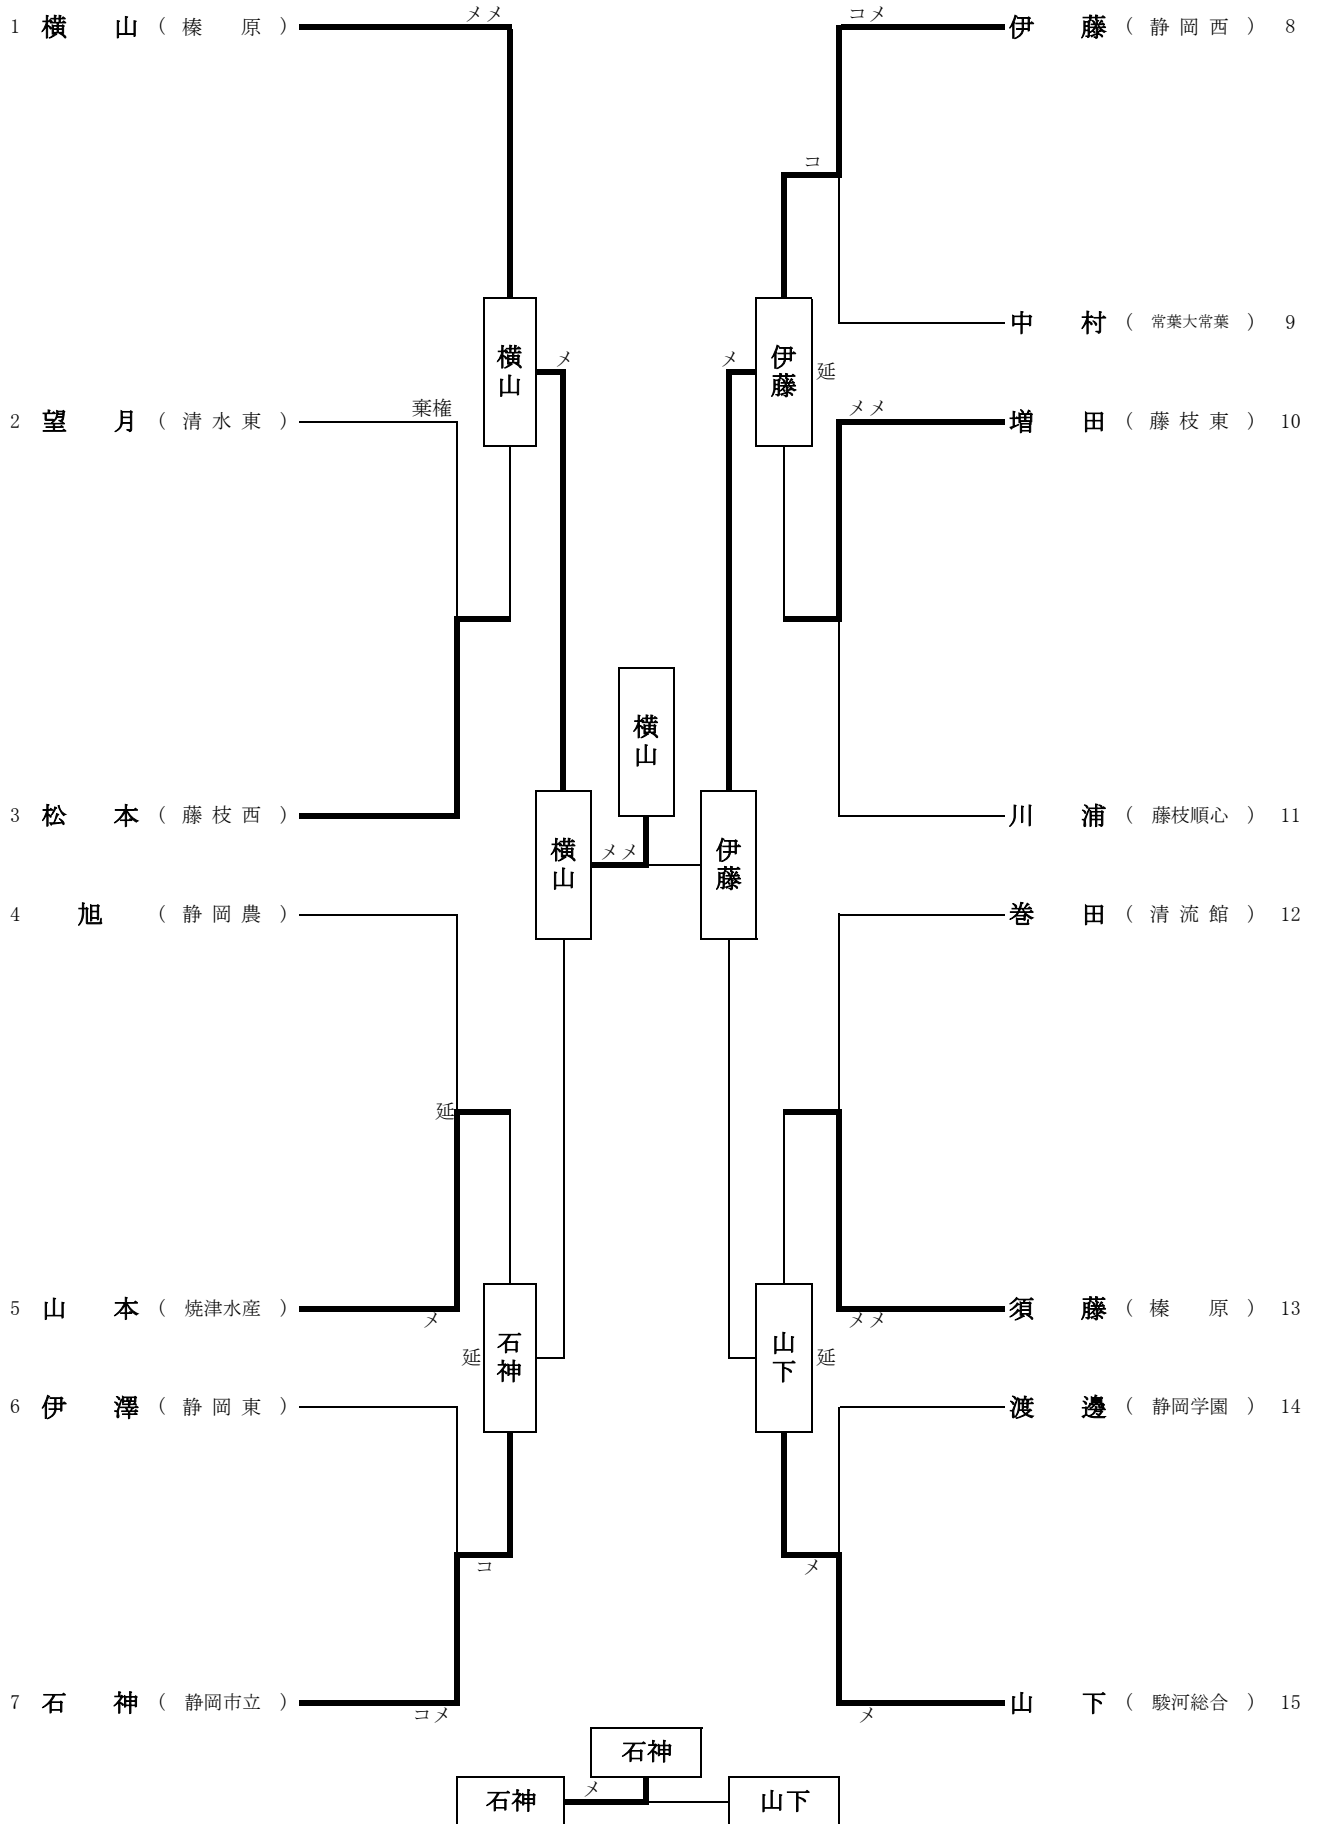 メメ
コメ
1 横山 （ 榛原 ）
伊藤 （ 静岡西 ） 8
コ
横山
メ
メ
伊藤
延
中村 （ 常葉大常葉 ） 9
2 望月 （ 清水東 ）
棄権
メメ
増田 （ 藤枝東 ） 10
横山
3 松本 （ 藤枝西 ）
川浦 （ 藤枝順心 ） 11
横山
メメ
伊藤
4 旭 （ 静岡農 ）
巻田 （ 清流館 ） 12
延
5 山本 （ 焼津水産 ）
メ
メメ
須藤 （ 榛原 ） 13
延
石神
山下
延
6 伊澤 （ 静岡東 ）
渡邊 （ 静岡学園 ） 14
コ
メ
7 石神 （ 静岡市立 ）
コメ
メ
山下 （ 駿河総合 ） 15
石神
石神
メ
山下